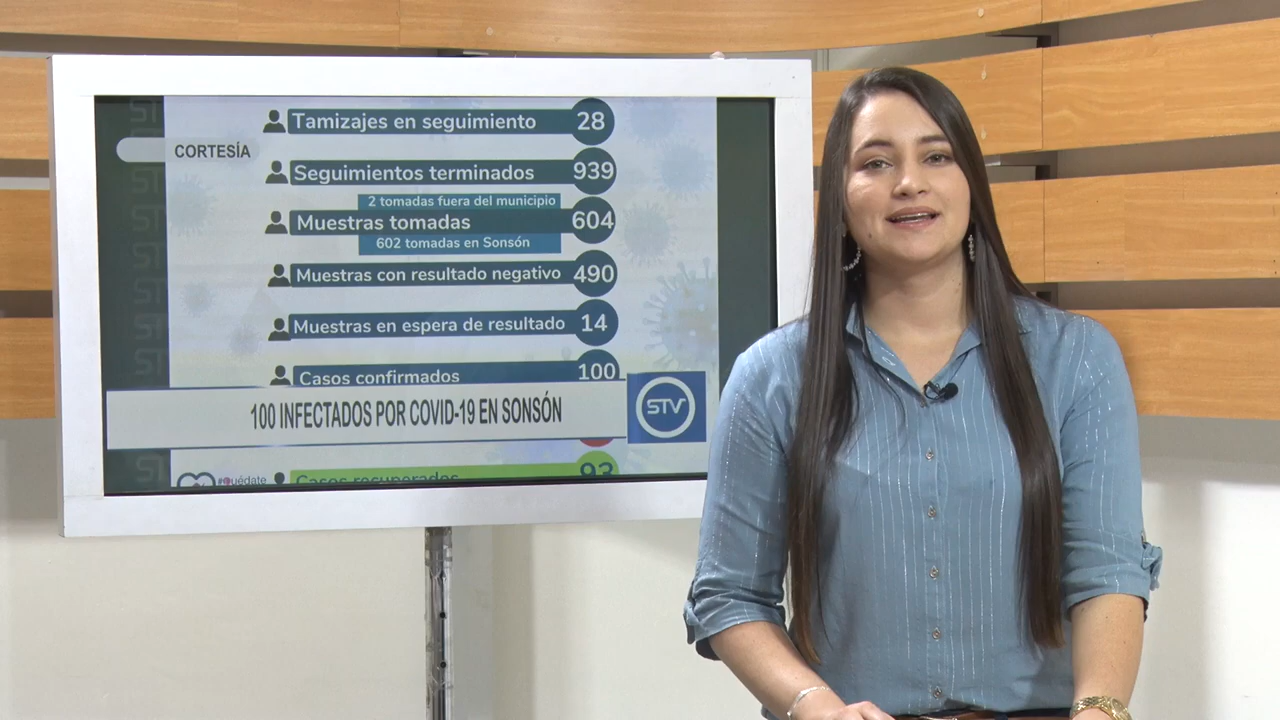 Tamizajes en seguimiento 28
CORTESÍA
Seguimientos terminados 939
2 tomadas fuera del municipio
Muestras tomadas 604
602 tomadas en Sonsón
Muestras con resultado negativo 490
Muestras en espera de resultado 14
Casos confirmados 100
100 INFECTADOS POR COVID-19 EN SONSÓN
STV
#Quédate
Casos recuperados 93